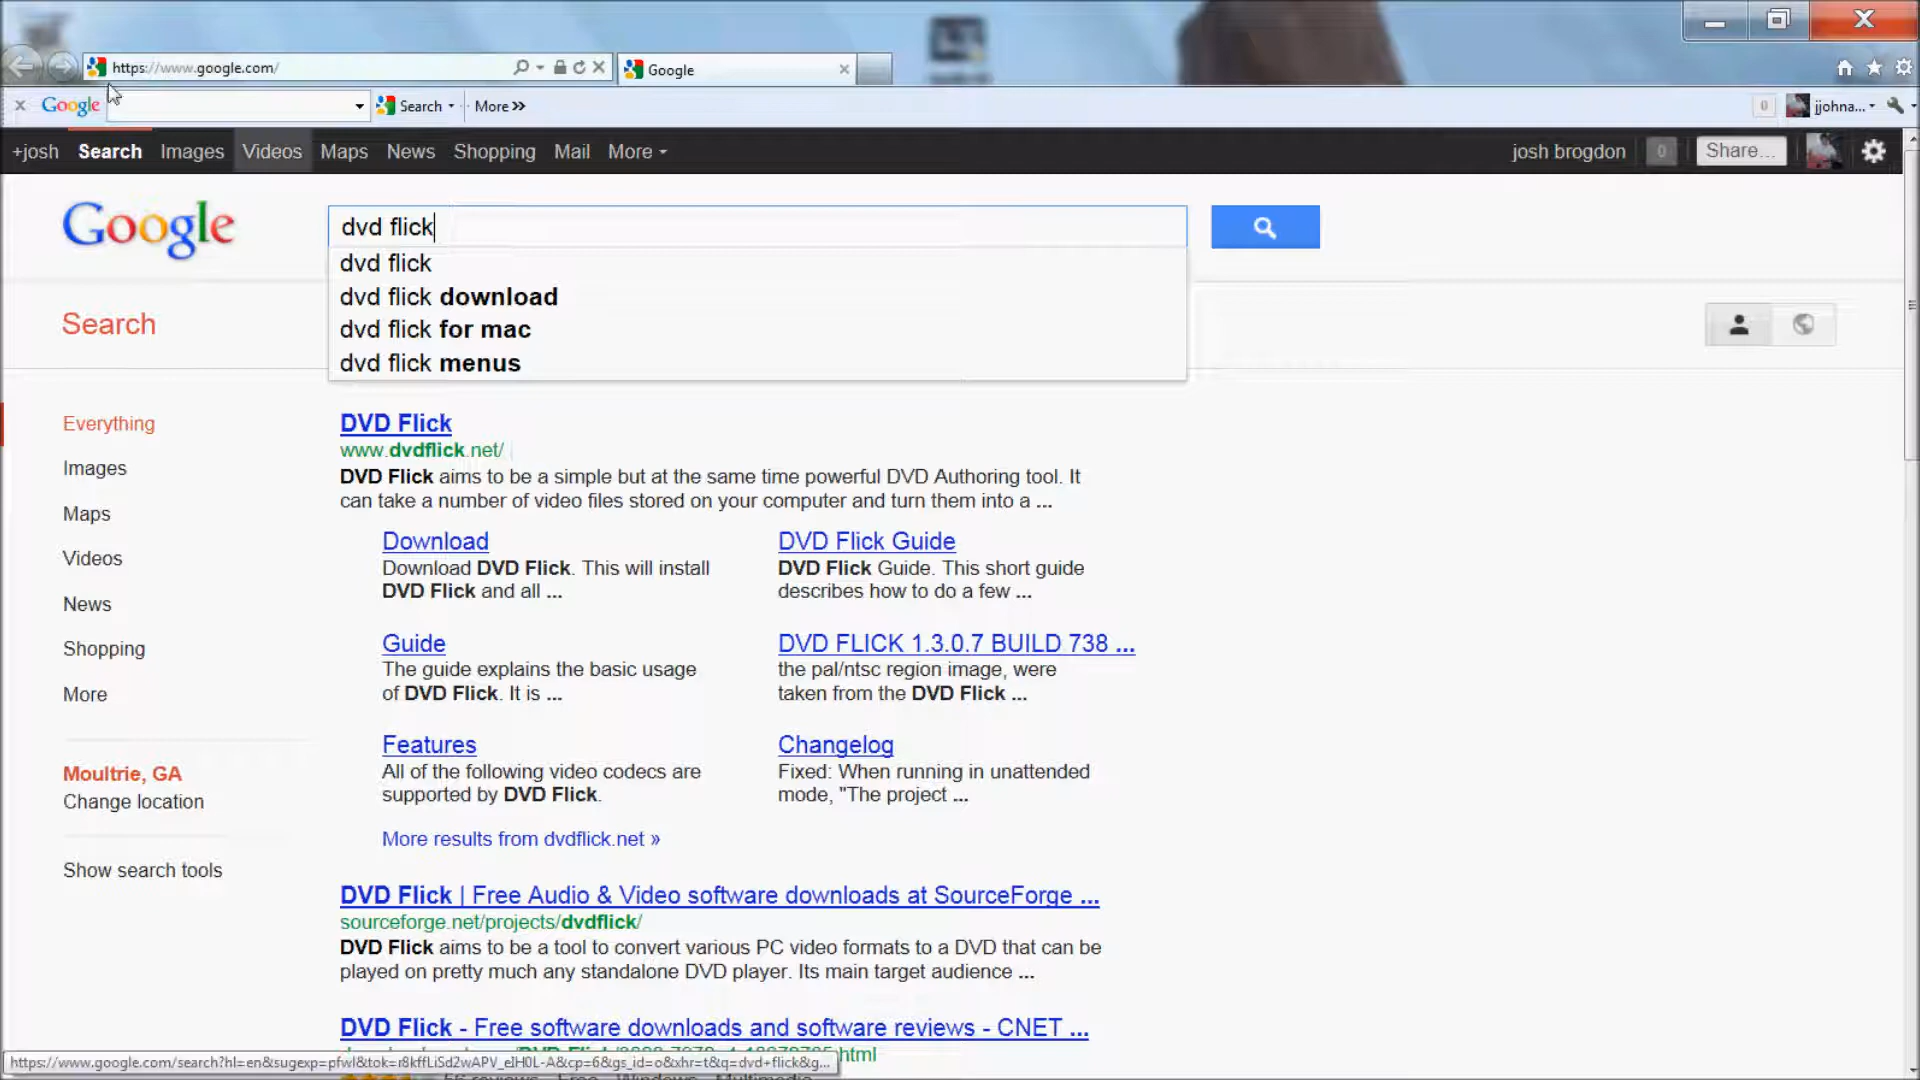 https://www.google.com/
Google
Google
Search
More »
0
jjohna...
+josh Search Images Videos Maps News Shopping Mail More
josh brogdon
0
Share...
Google
dvd flick
dvd flick
dvd flick download
dvd flick for mac
dvd flick menus
Search
Everything
Images
Maps
Videos
News
Shopping
More
Moultrie, GA
Change location
Show search tools
DVD Flick
www.dvdflick.net/
DVD Flick aims to be a simple but at the same time powerful DVD Authoring tool. It
can take a number of video files stored on your computer and turn them into a ...
Download
Download DVD Flick. This will install
DVD Flick and all ...
DVD Flick Guide
DVD Flick Guide. This short guide
describes how to do a few ...
Guide
The guide explains the basic usage
of DVD Flick. It is ...
DVD FLICK 1.3.0.7 BUILD 738 ...
the pal/ntsc region image, were
taken from the DVD Flick ...
Features
All of the following video codecs are
supported by DVD Flick.
Changelog
Fixed: When running in unattended
mode, "The project ...
More results from dvdflick.net »
DVD Flick | Free Audio & Video software downloads at SourceForge ...
sourceforge.net/projects/dvdflick/
DVD Flick aims to be a tool to convert various PC video formats to a DVD that can be
played on pretty much any standalone DVD player. Its main target audience ...
DVD Flick - Free software downloads and software reviews - CNET ...
html
https://www.google.com/search?hl=en&sugexp=pfwl&tok=r8kffLiSd2wAPV_eIH0L-A&cp=6&gs_id=o&xhr=t&q=dvd+flick&g...